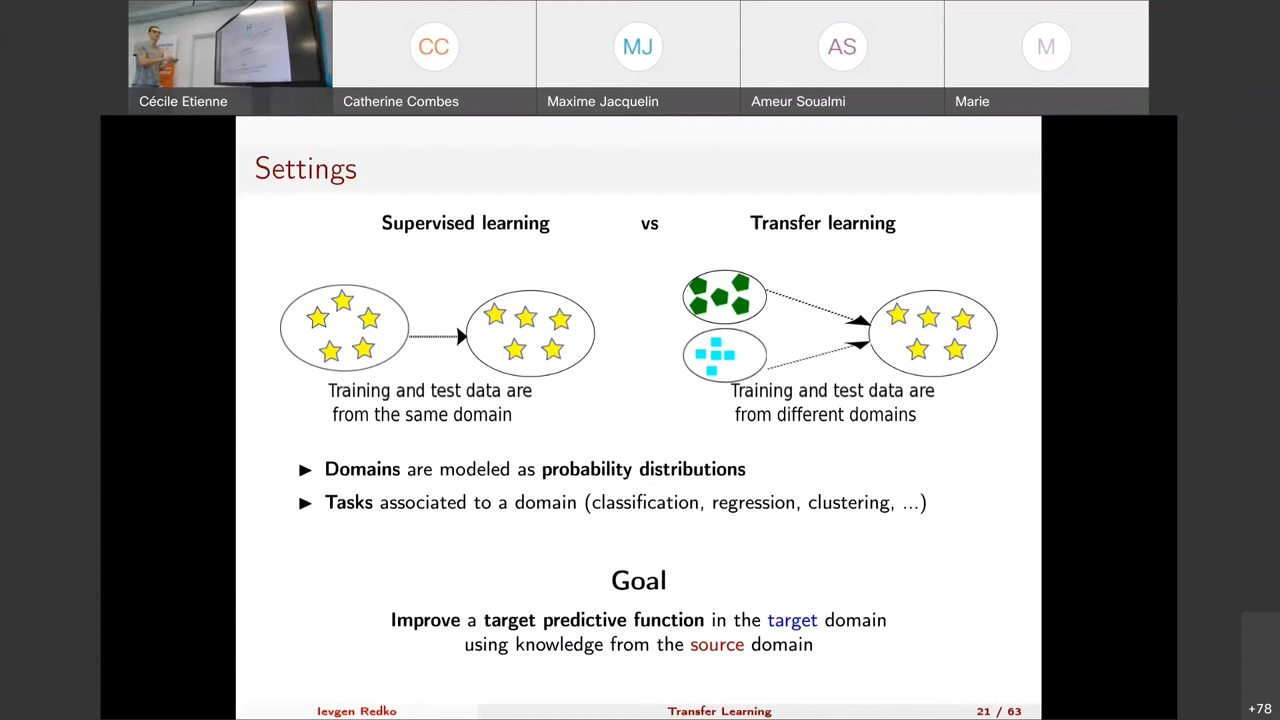 CC
MJ
AS
M
Cécile Etienne
Catherine Combes
Maxime Jacquelin
Ameur Soualmi
Marie
Settings
Supervised learning vs Transfer learning
Training and test data are
from the same domain
Training and test data are
from different domains
▶ Domains are modeled as probability distributions
▶ Tasks associated to a domain (classification, regression, clustering, ...)
Goal
Improve a target predictive function in the target domain
using knowledge from the source domain
Ievgen Redko Transfer Learning 21 / 63
+78